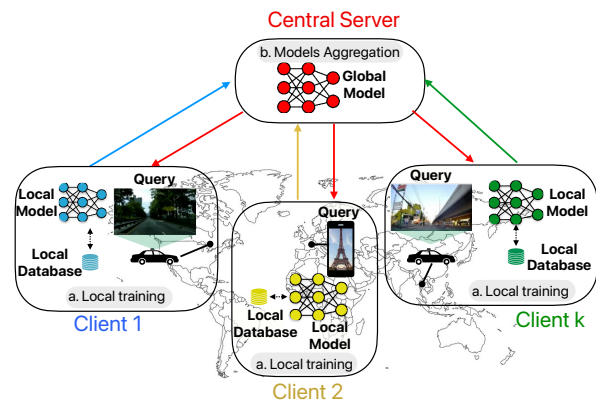 Central Server
b. Models Aggregation
Global
Model
Query
Local
Model
Local
Database
a. Local training
Client 1
Query
Local
Database
Local
Model
a. Local training
Client 2
Query
Local
Model
Local
Database
a. Local training
Client k